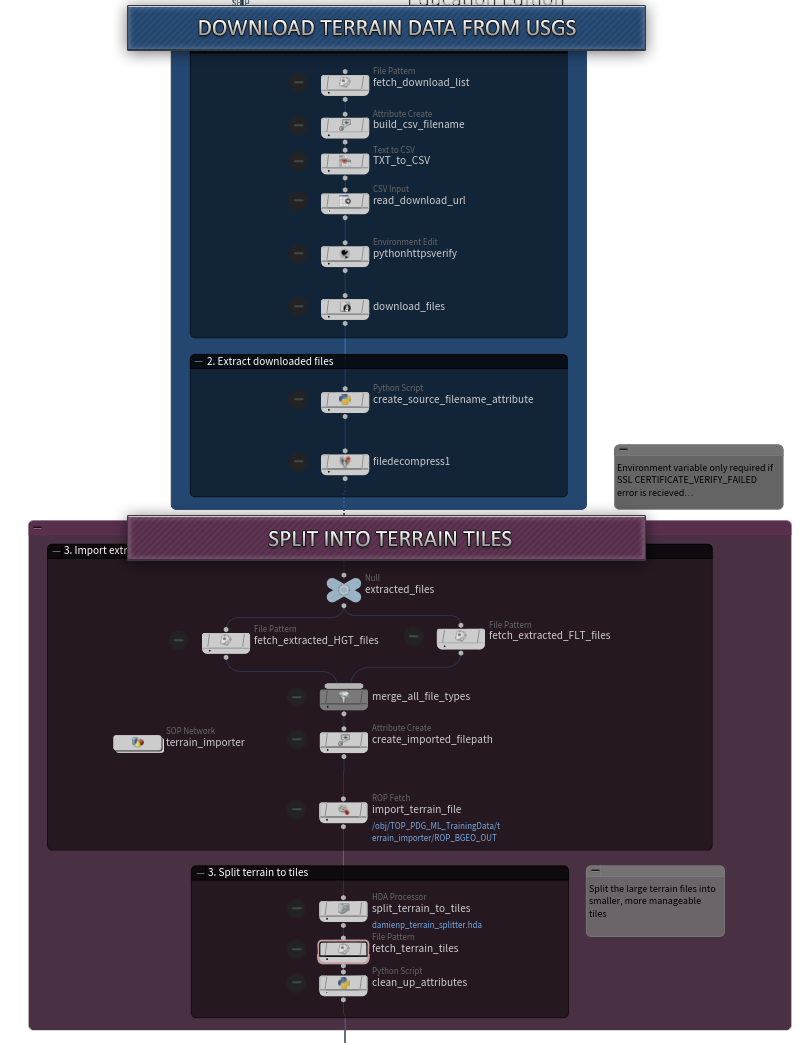 DOWNLOAD TERRAIN DATA FROM USGS
File Pattern
fetch_download_list
Attribute Create
build_csv_filename
Text to CSV
TXT_to_CSV
CSV Input
read_download_url
Environment Edit
pythonhttpsverify
download_files
2. Extract downloaded files
Python Script
create_source_filename_attribute
filedecompress1
Environment variable only required if
SSL CERTIFICATE_VERIFY_FAILED
error is recieved...
SPLIT INTO TERRAIN TILES
3. Import
Null
extracted_files
File Pattern
fetch_extracted_HGT_files
File Pattern
fetch_extracted_FLT_files
merge_all_file_types
SOP Network
terrain_importer
Attribute Create
create_imported_filepath
ROP Fetch
import_terrain_file
/obj/TOP_PDG_ML_TrainingData/t
errain_importer/ROP_BGEO_OUT
3. Split terrain to tiles
HDA Processor
split_terrain_to_tiles
damienp_terrain_splitter.hda
File Pattern
fetch_terrain_tiles
Python Script
clean_up_attributes
Split the large terrain files into
smaller, more manageable
tiles